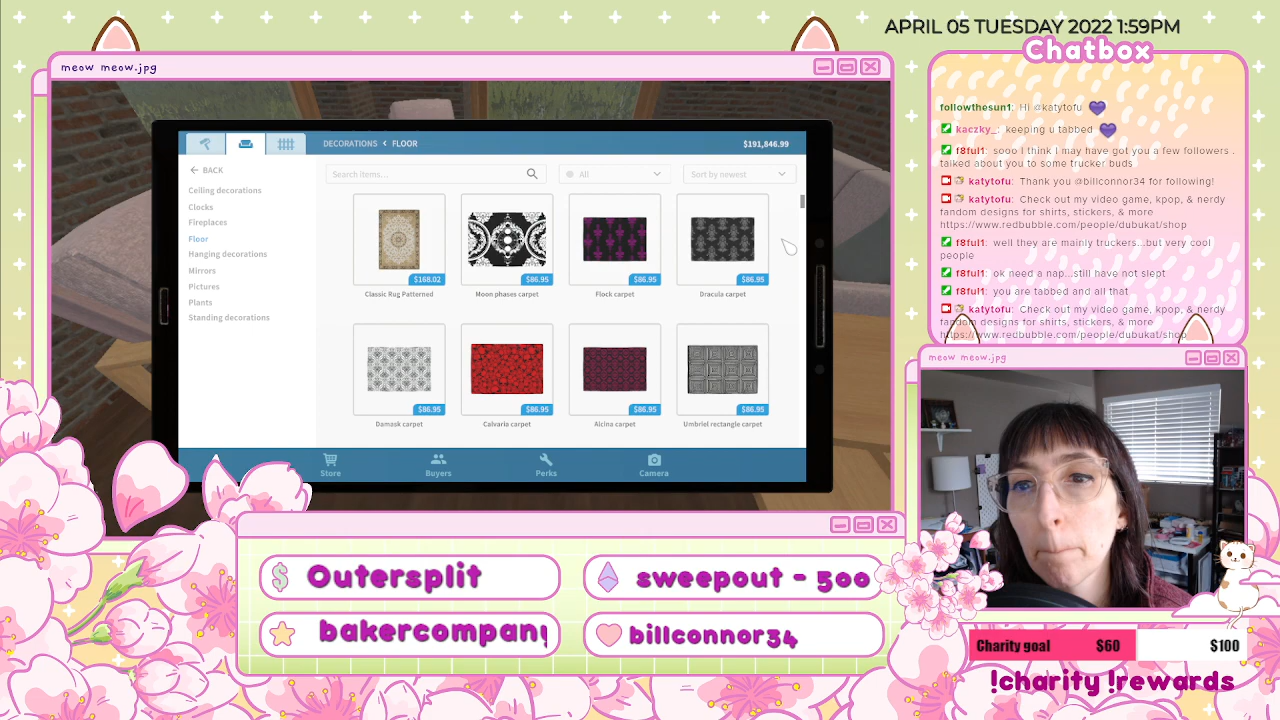 APRIL 05 TUESDAY 2022 1:59PM
meow meow.jpg
DECORATIONS < FLOOR
$191,846.99
BACK
Ceiling decorations
Clocks
Fireplaces
Floor
Hanging decorations
Mirrors
Pictures
Plants
Standing decorations
Search items...
All
Sort by newest
$168.02
$86.95
$86.95
$86.95
Classic Rug Patterned
Moon phases carpet
Flock carpet
Dracula carpet
$86.95
$86.95
$86.95
$86.95
Damask carpet
Calvaria carpet
Alcina carpet
Umbriel rectangle carpet
Store
Buyers
Perks
Camera
Chatbox
followthesun1: Hi @katytofu
kaczky_: keeping u tabbed
f8ful1: sooo I think I may have got you a few followers .
talked about you to some trucker buds
katytofu: Thank you @billconnor34 for following!
katytofu: Check out my video game, kpop, & nerdy
fandom designs for shirts, stickers, & more
https://www.redbubble.com/people/dubukat/shop
f8ful1: well they are mainly truckers...but very cool
people
f8ful1: ok need a nap...still have not slept
f8ful1: you are tabbed and all that
katytofu: Check out my video game, kpop, & nerdy
fandom designs for shirts, stickers, & more
https://www.redbubble.com/people/dubukat/shop
meow meow.jpg
Outersplit
sweepout - 500
bakercompany
billconnor34
Charity goal
$60
$100
!charity !rewards